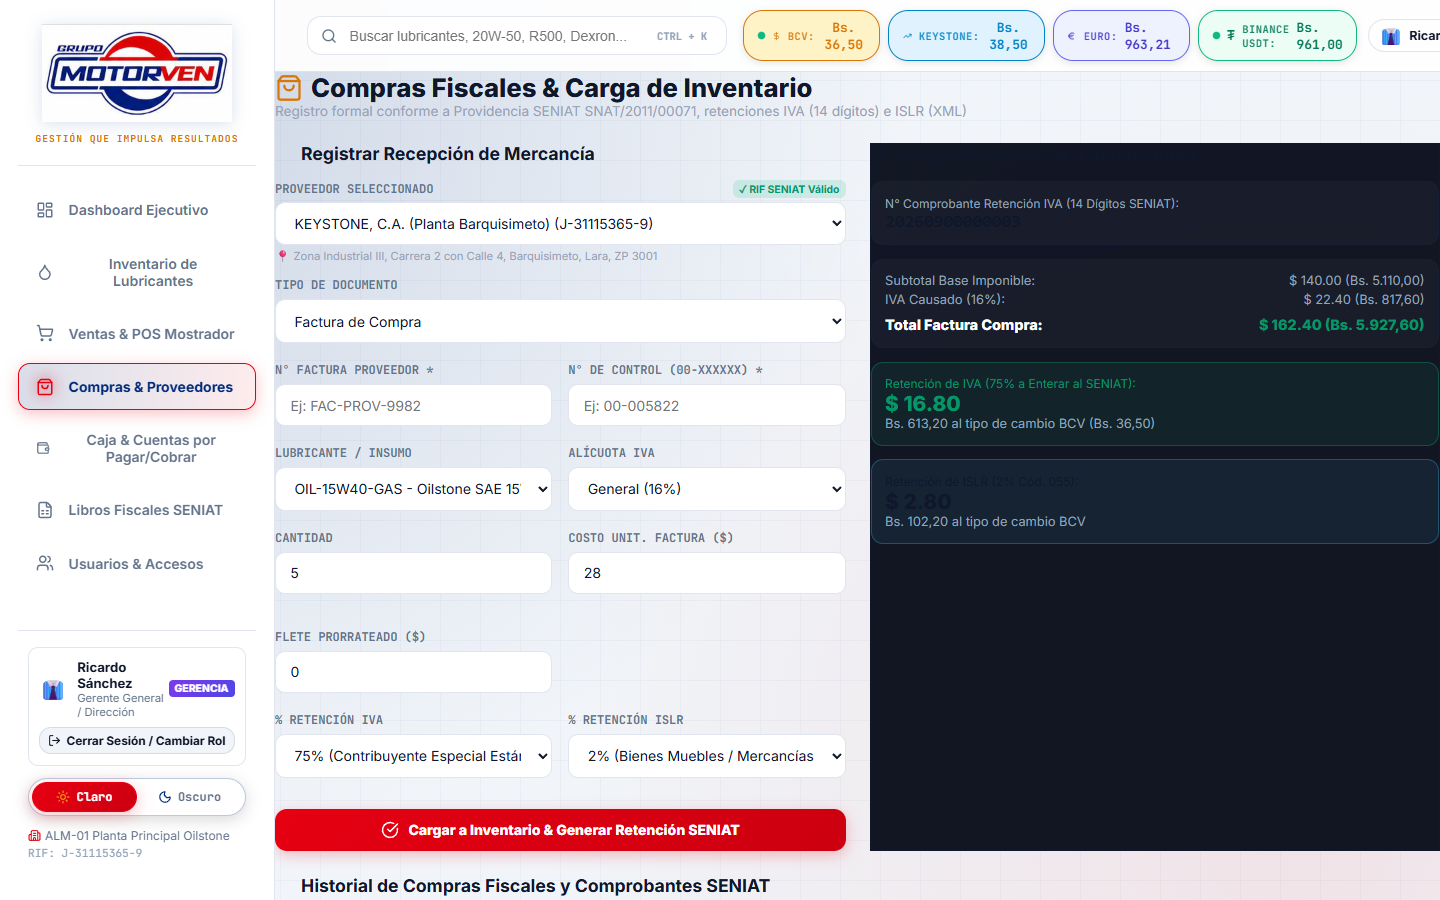 GRUPO
MOTORVEN
GESTIÓN QUE IMPULSA RESULTADOS
Dashboard Ejecutivo
Inventario de
Lubricantes
Ventas & POS Mostrador
Compras & Proveedores
Caja & Cuentas por
Pagar/Cobrar
Libros Fiscales SENIAT
Usuarios & Accesos
Ricardo
Sánchez
Gerente General
/ Dirección
GERENCIA
Cerrar Sesión / Cambiar Rol
Claro
Oscuro
ALM-01 Planta Principal Oilstone
RIF: J-31115365-9
Buscar lubricantes, 20W-50, R500, Dexron...
CTRL + K
$ BCV: Bs. 36,50
KEYSTONE: Bs. 38,50
€ EURO: Bs. 963,21
₮ BINANCE USDT: Bs. 961,00
Ricar
Compras Fiscales & Carga de Inventario
Registro formal conforme a Providencia SENIAT SNAT/2011/00071, retenciones IVA (14 dígitos) e ISLR (XML)
Registrar Recepción de Mercancía
PROVEEDOR SELECCIONADO
✓ RIF SENIAT Válido
KEYSTONE, C.A. (Planta Barquisimeto) (J-31115365-9)
📍 Zona Industrial III, Carrera 2 con Calle 4, Barquisimeto, Lara, ZP 3001
TIPO DE DOCUMENTO
Factura de Compra
N° FACTURA PROVEEDOR *
N° DE CONTROL (00-XXXXXX) *
Ej: FAC-PROV-9982
Ej: 00-005822
LUBRICANTE / INSUMO
ALÍCUOTA IVA
OIL-15W40-GAS - Oilstone SAE 15
General (16%)
CANTIDAD
COSTO UNIT. FACTURA ($)
5
28
FLETE PRORRATEADO ($)
0
% RETENCIÓN IVA
% RETENCIÓN ISLR
75% (Contribuyente Especial Estár
2% (Bienes Muebles / Mercancías
Cargar a Inventario & Generar Retención SENIAT
Historial de Compras Fiscales y Comprobantes SENIAT
N° Comprobante Retención IVA (14 Dígitos SENIAT):
20260900000003
Subtotal Base Imponible:
$ 140.00 (Bs. 5.110,00)
IVA Causado (16%):
$ 22.40 (Bs. 817,60)
Total Factura Compra:
$ 162.40 (Bs. 5.927,60)
Retención de IVA (75% a Enterar al SENIAT):
$ 16.80
Bs. 613,20 al tipo de cambio BCV (Bs. 36,50)
Retención de ISLR (2% Cód. 055):
$ 2.80
Bs. 102,20 al tipo de cambio BCV